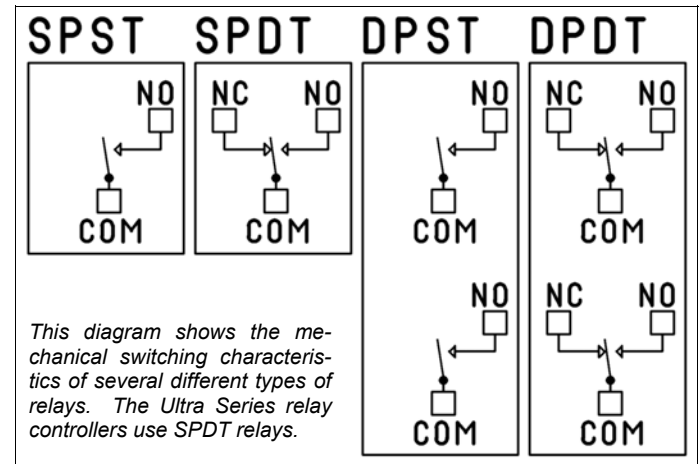 SPST SPDT DPST DPDT
NO NC NO NO NC NO
COM COM COM COM
NO NC NO
COM COM
This diagram shows the me-
chanical switching characteris-
tics of several different types of
relays. The Ultra Series relay
controllers use SPDT relays.